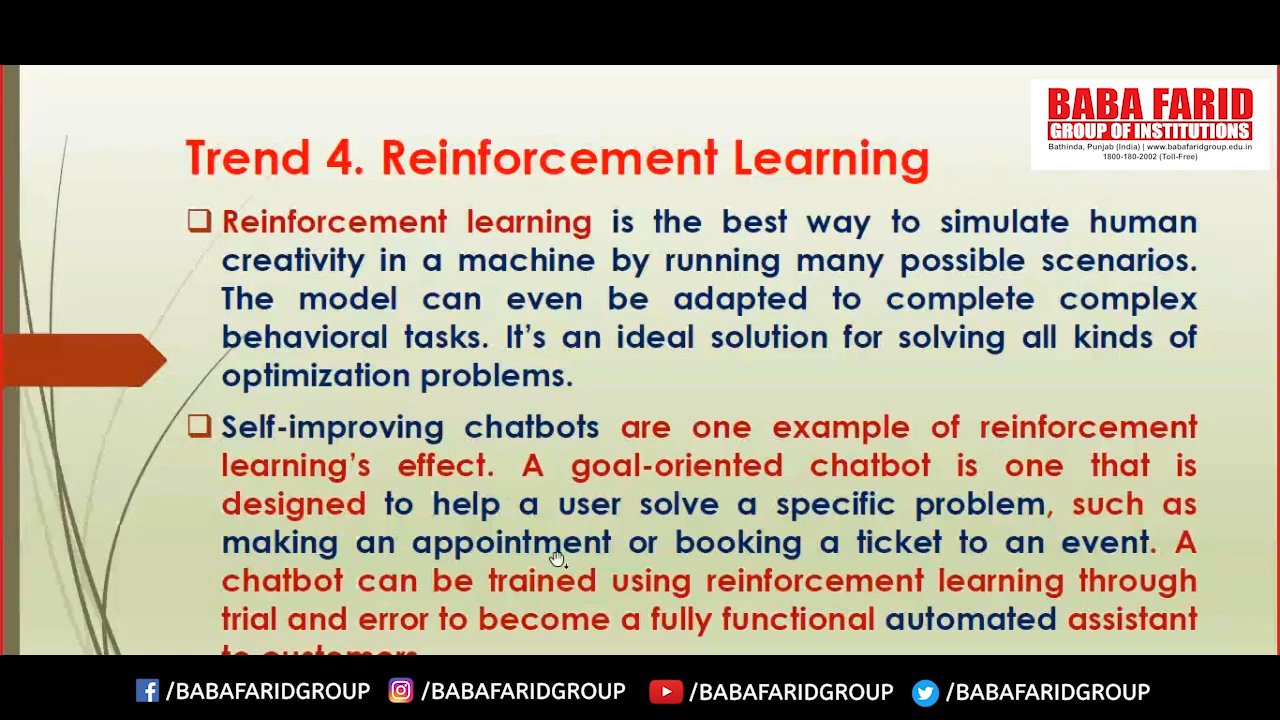 BABA FARID
GROUP OF INSTITUTIONS
Bathinda, Punjab (India) | www.babafaridgroup.edu.in
1800-180-2002 (Toll-Free)
Trend 4. Reinforcement Learning
Reinforcement learning is the best way to simulate human
creativity in a machine by running many possible scenarios.
The model can even be adapted to complete complex
behavioral tasks. It’s an ideal solution for solving all kinds of
optimization problems.
Self-improving chatbots are one example of reinforcement
learning’s effect. A goal-oriented chatbot is one that is
designed to help a user solve a specific problem, such as
making an appointment or booking a ticket to an event. A
chatbot can be trained using reinforcement learning through
trial and error to become a fully functional automated assistant
to customers.
/BABAFARIDGROUP /BABAFARIDGROUP /BABAFARIDGROUP /BABAFARIDGROUP